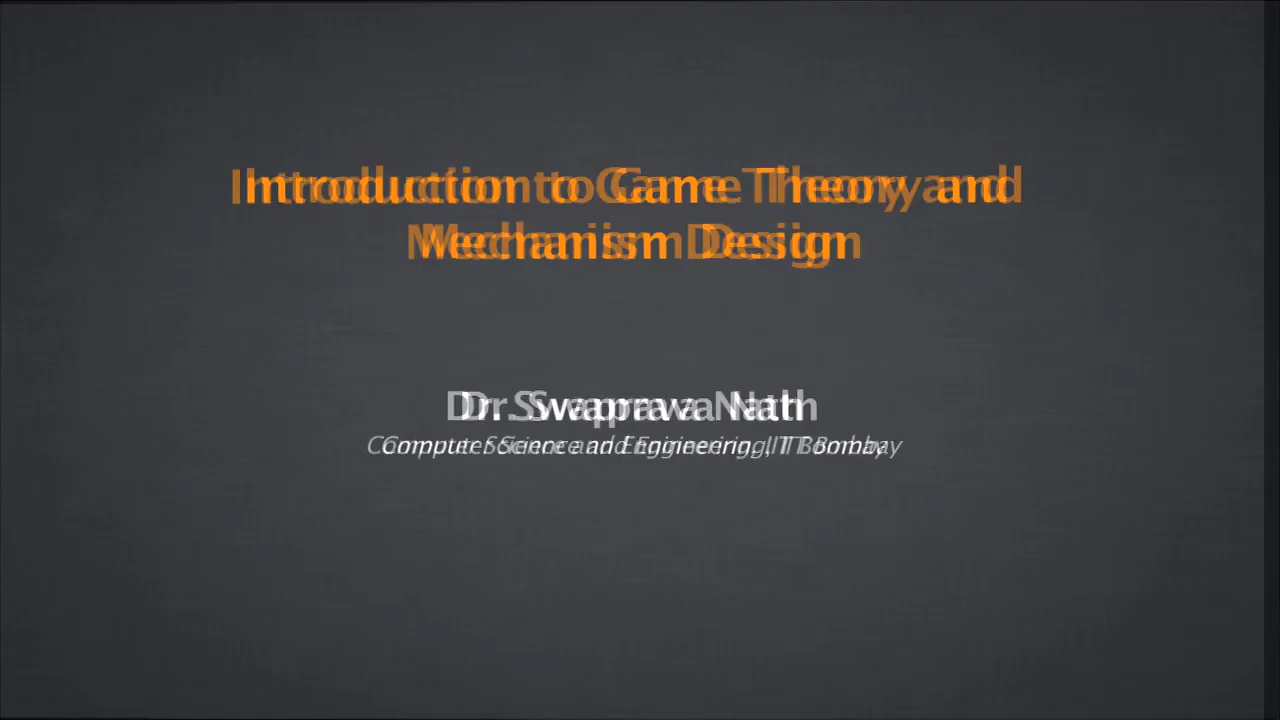 Introduction to Game Theory and
Mechanism Design
Dr. Swaprava Nath
Computer Science and Engineering, IIT Bombay